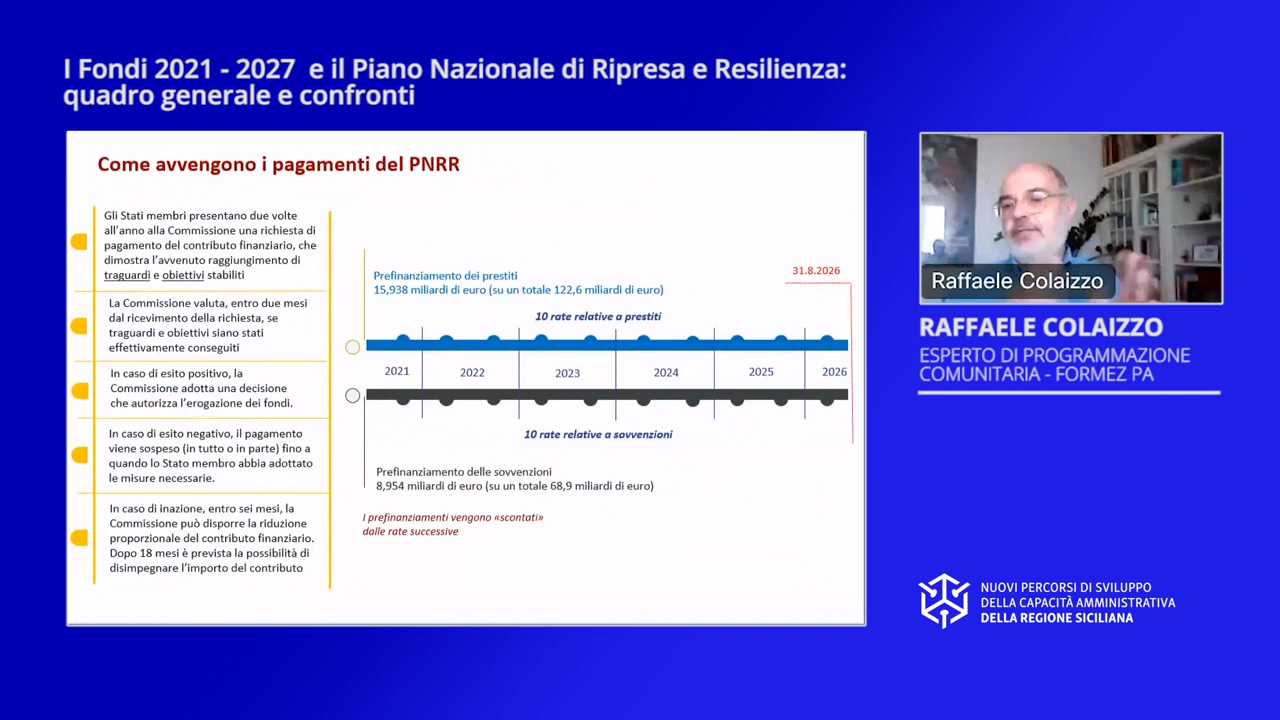 I Fondi 2021 - 2027 e il Piano Nazionale di Ripresa e Resilienza:
quadro generale e confronti
Come avvengono i pagamenti del PNRR
Gli Stati membri presentano due volte
all'anno alla Commissione una richiesta di
pagamento del contributo finanziario, che
dimostra l'avvenuto raggiungimento di
traguardi e obiettivi stabiliti
La Commissione valuta, entro due mesi
dal ricevimento della richiesta, se
traguardi e obiettivi siano stati
effettivamente conseguiti
In caso di esito positivo, la
Commissione adotta una decisione
che autorizza l'erogazione dei fondi.
In caso di esito negativo, il pagamento
viene sospeso (in tutto o in parte) fino a
quando lo Stato membro abbia adottato
le misure necessarie.
In caso di inazione, entro sei mesi, la
Commissione può disporre la riduzione
proporzionale del contributo finanziario.
Dopo 18 mesi è prevista la possibilità di
disimpegnare l'importo del contributo
31.8.2026
Prefinanziamento dei prestiti
15,938 miliardi di euro (su un totale 122,6 miliardi di euro)
10 rate relative a prestiti
2021 2022 2023 2024 2025 2026
10 rate relative a sovvenzioni
Prefinanziamento delle sovvenzioni
8,954 miliardi di euro (su un totale 68,9 miliardi di euro)
I prefinanziamenti vengono «scontati»
dalle rate successive
Raffaele Colaizzo
RAFFAELE COLAIZZO
ESPERTO DI PROGRAMMAZIONE
COMUNITARIA - FORMEZ PA
NUOVI PERCORSI DI SVILUPPO
DELLA CAPACITÀ AMMINISTRATIVA
DELLA REGIONE SICILIANA